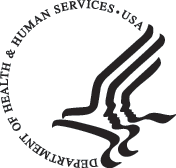 DEPARTMENT OF HEALTH & HUMAN SERVICES • USA